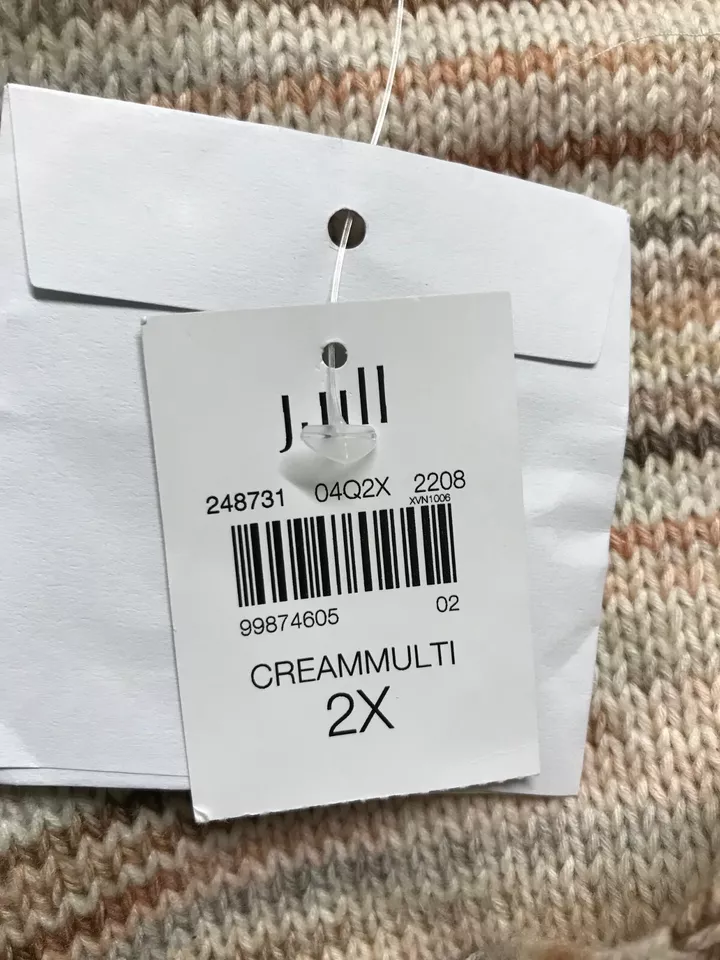 J.Jill
248731 04Q2X 2208
XVN1006
99874605 02
CREAMMULTI
2X